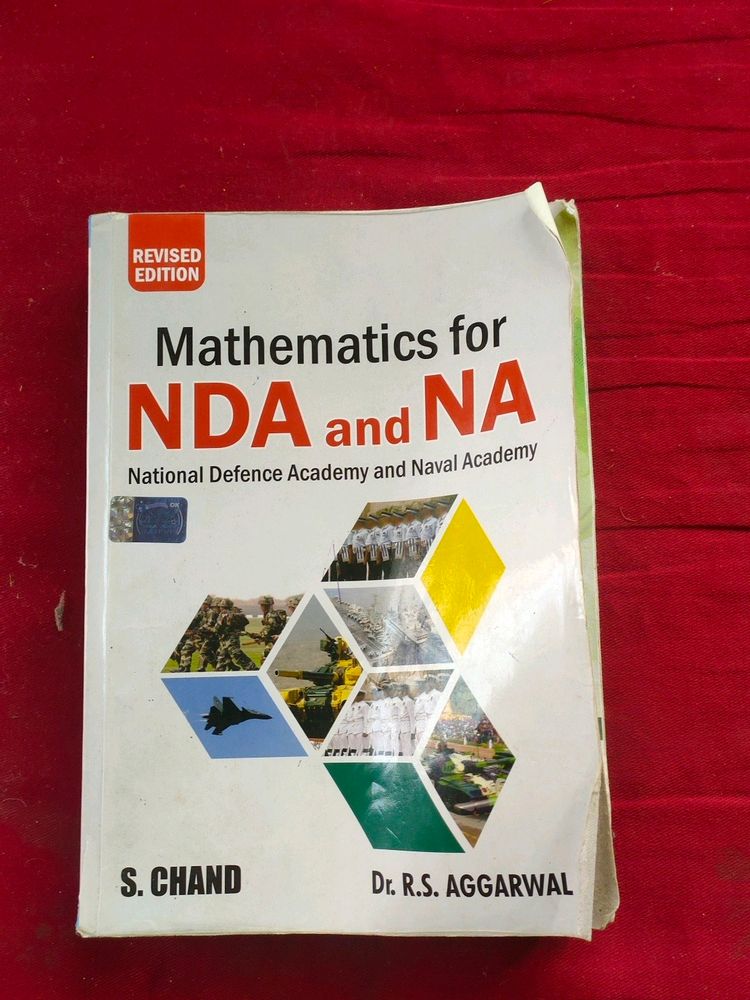 REVISED
EDITION
Mathematics for
NDA and NA
National Defence Academy and Naval Academy
S. CHAND
Dr. R.S. AGGARWAL